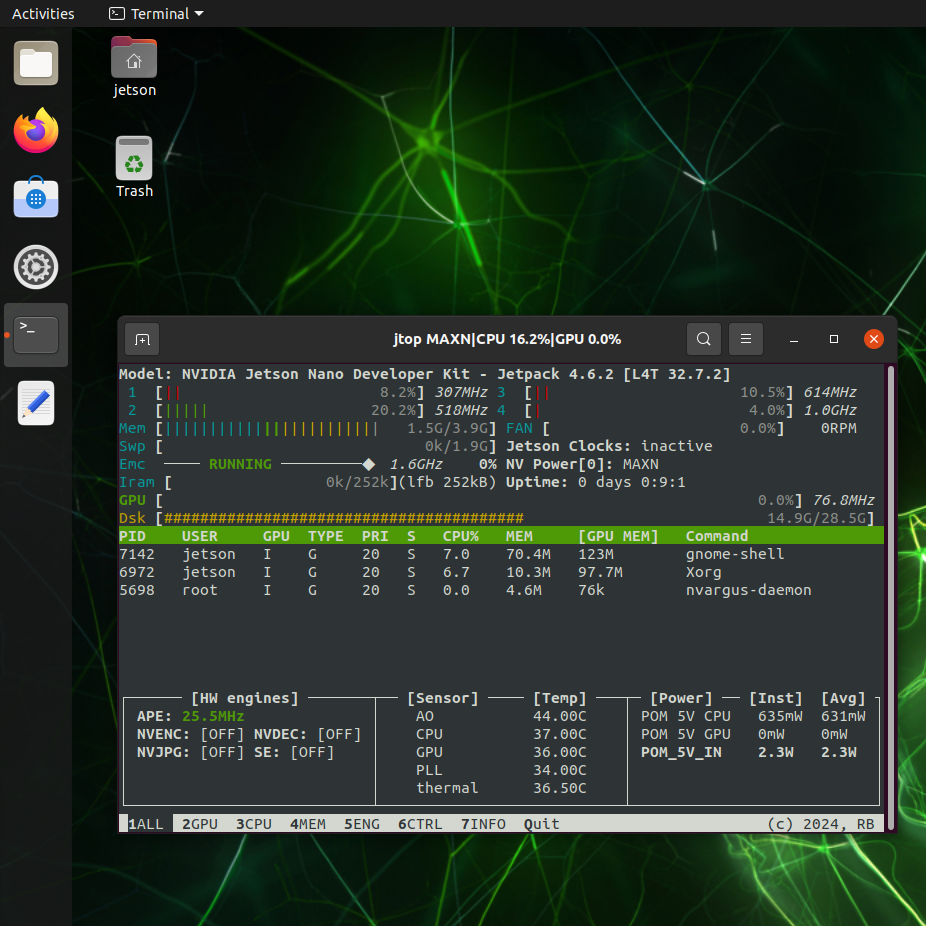 Activities Terminal
jetson
Trash
>_
jtop MAXN|CPU 16.2%|GPU 0.0%
Model: NVIDIA Jetson Nano Developer Kit - Jetpack 4.6.2 [L4T 32.7.2]
1 [|| 8.2%] 307MHz 3 [|| 10.5%] 614MHz
2 [||||| 20.2%] 518MHz 4 [| 4.0%] 1.0GHz
Mem [|||||||||||||||||||||||| 1.5G/3.9G] FAN [ 0.0%] 0RPM
Swp [ 0k/1.9G] Jetson Clocks: inactive
Emc RUNNING 1.6GHz 0% NV Power[0]: MAXN
Iram [ 0k/252k](lfb 252kB) Uptime: 0 days 0:9:1
GPU [ 0.0%] 76.8MHz
Dsk [######################################## 14.9G/28.5G]
PID USER GPU TYPE PRI S CPU% MEM [GPU MEM] Command
7142 jetson I G 20 S 7.0 70.4M 123M gnome-shell
6972 jetson I G 20 S 6.7 10.3M 97.7M Xorg
5698 root I G 20 S 0.0 4.6M 76k nvargus-daemon
[HW engines] [Sensor] [Temp] [Power] [Inst] [Avg]
APE: 25.5MHz AO 44.00C POM 5V CPU 635mW 631mW
NVENC: [OFF] NVDEC: [OFF] CPU 37.00C POM 5V GPU 0mW 0mW
NVJPG: [OFF] SE: [OFF] GPU 36.00C POM_5V_IN 2.3W 2.3W
PLL 34.00C
thermal 36.50C
1ALL 2GPU 3CPU 4MEM 5ENG 6CTRL 7INFO Quit (c) 2024, RB